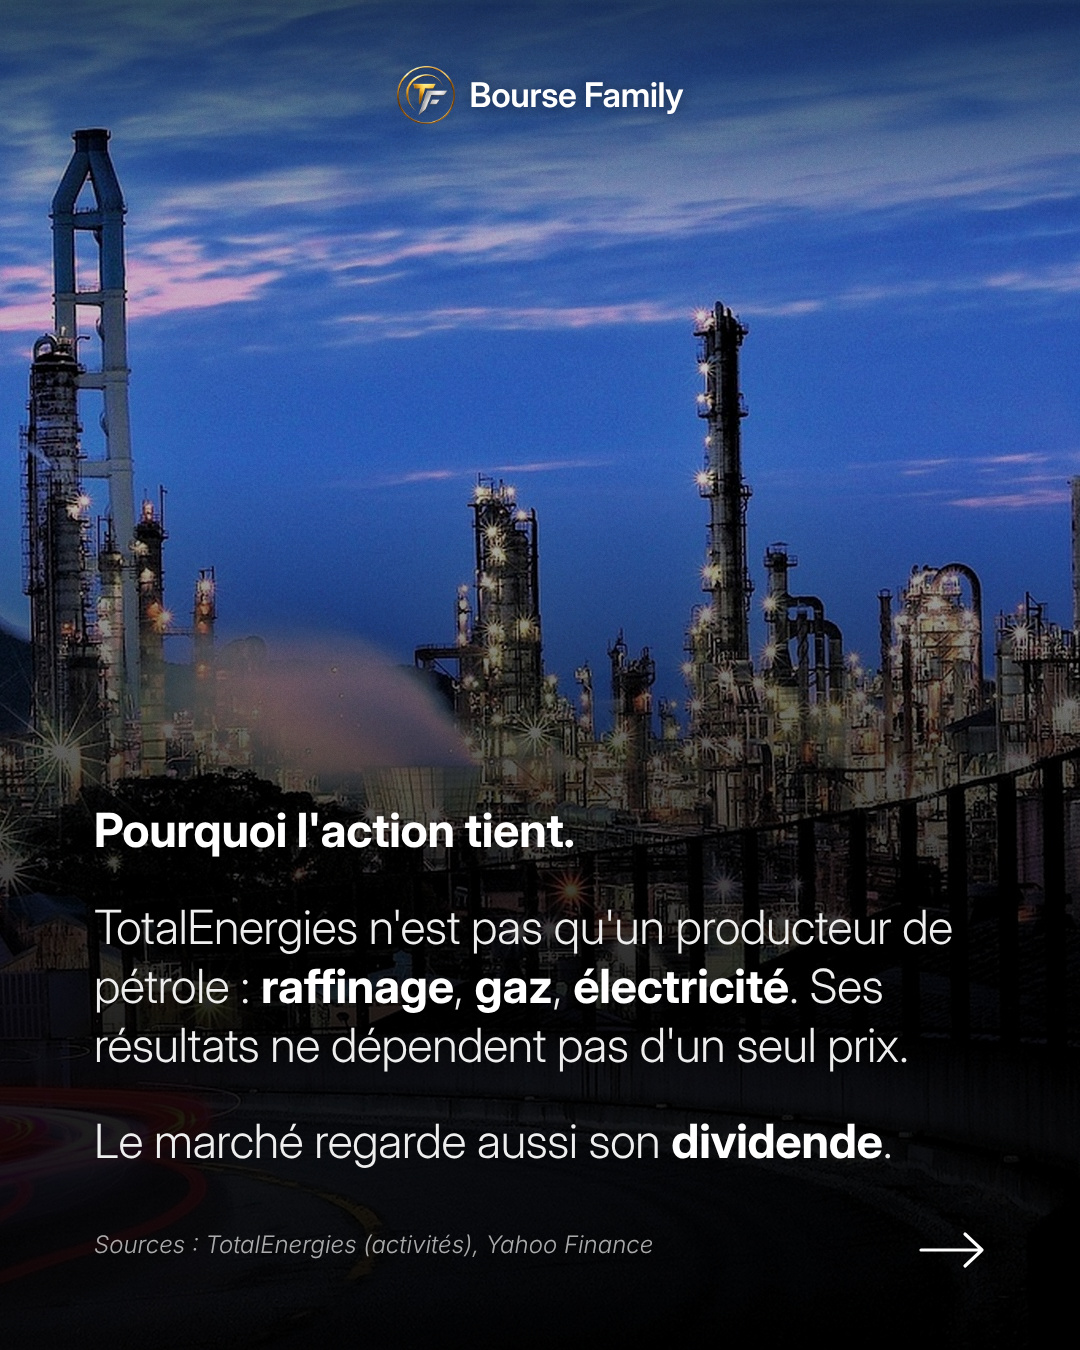 Bourse Family
Pourquoi l'action tient.
TotalEnergies n'est pas qu'un producteur de
pétrole : raffinage, gaz, électricité. Ses
résultats ne dépendent pas d'un seul prix.
Le marché regarde aussi son dividende.
Sources : TotalEnergies (activités), Yahoo Finance